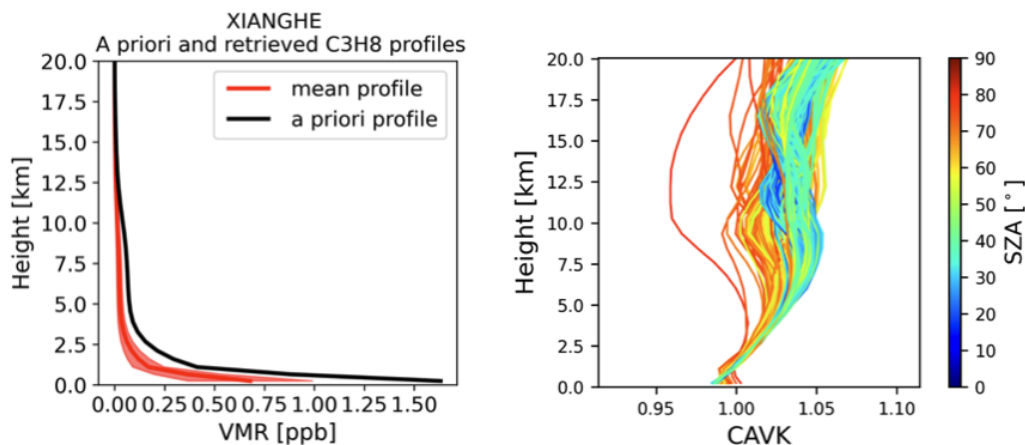 XIANGHE
A priori and retrieved C3H8 profiles
20.0
17.5
15.0
12.5
10.0
7.5
5.0
2.5
0.0
Height [km]
mean profile
a priori profile
0.00 0.25 0.50 0.75 1.00 1.25 1.50
VMR [ppb]
20.0
17.5
15.0
12.5
10.0
7.5
5.0
2.5
0.0
Height [km]
0.95 1.00 1.05 1.10
CAVK
90
80
70
60
50
40
30
20
10
0
SZA [°]